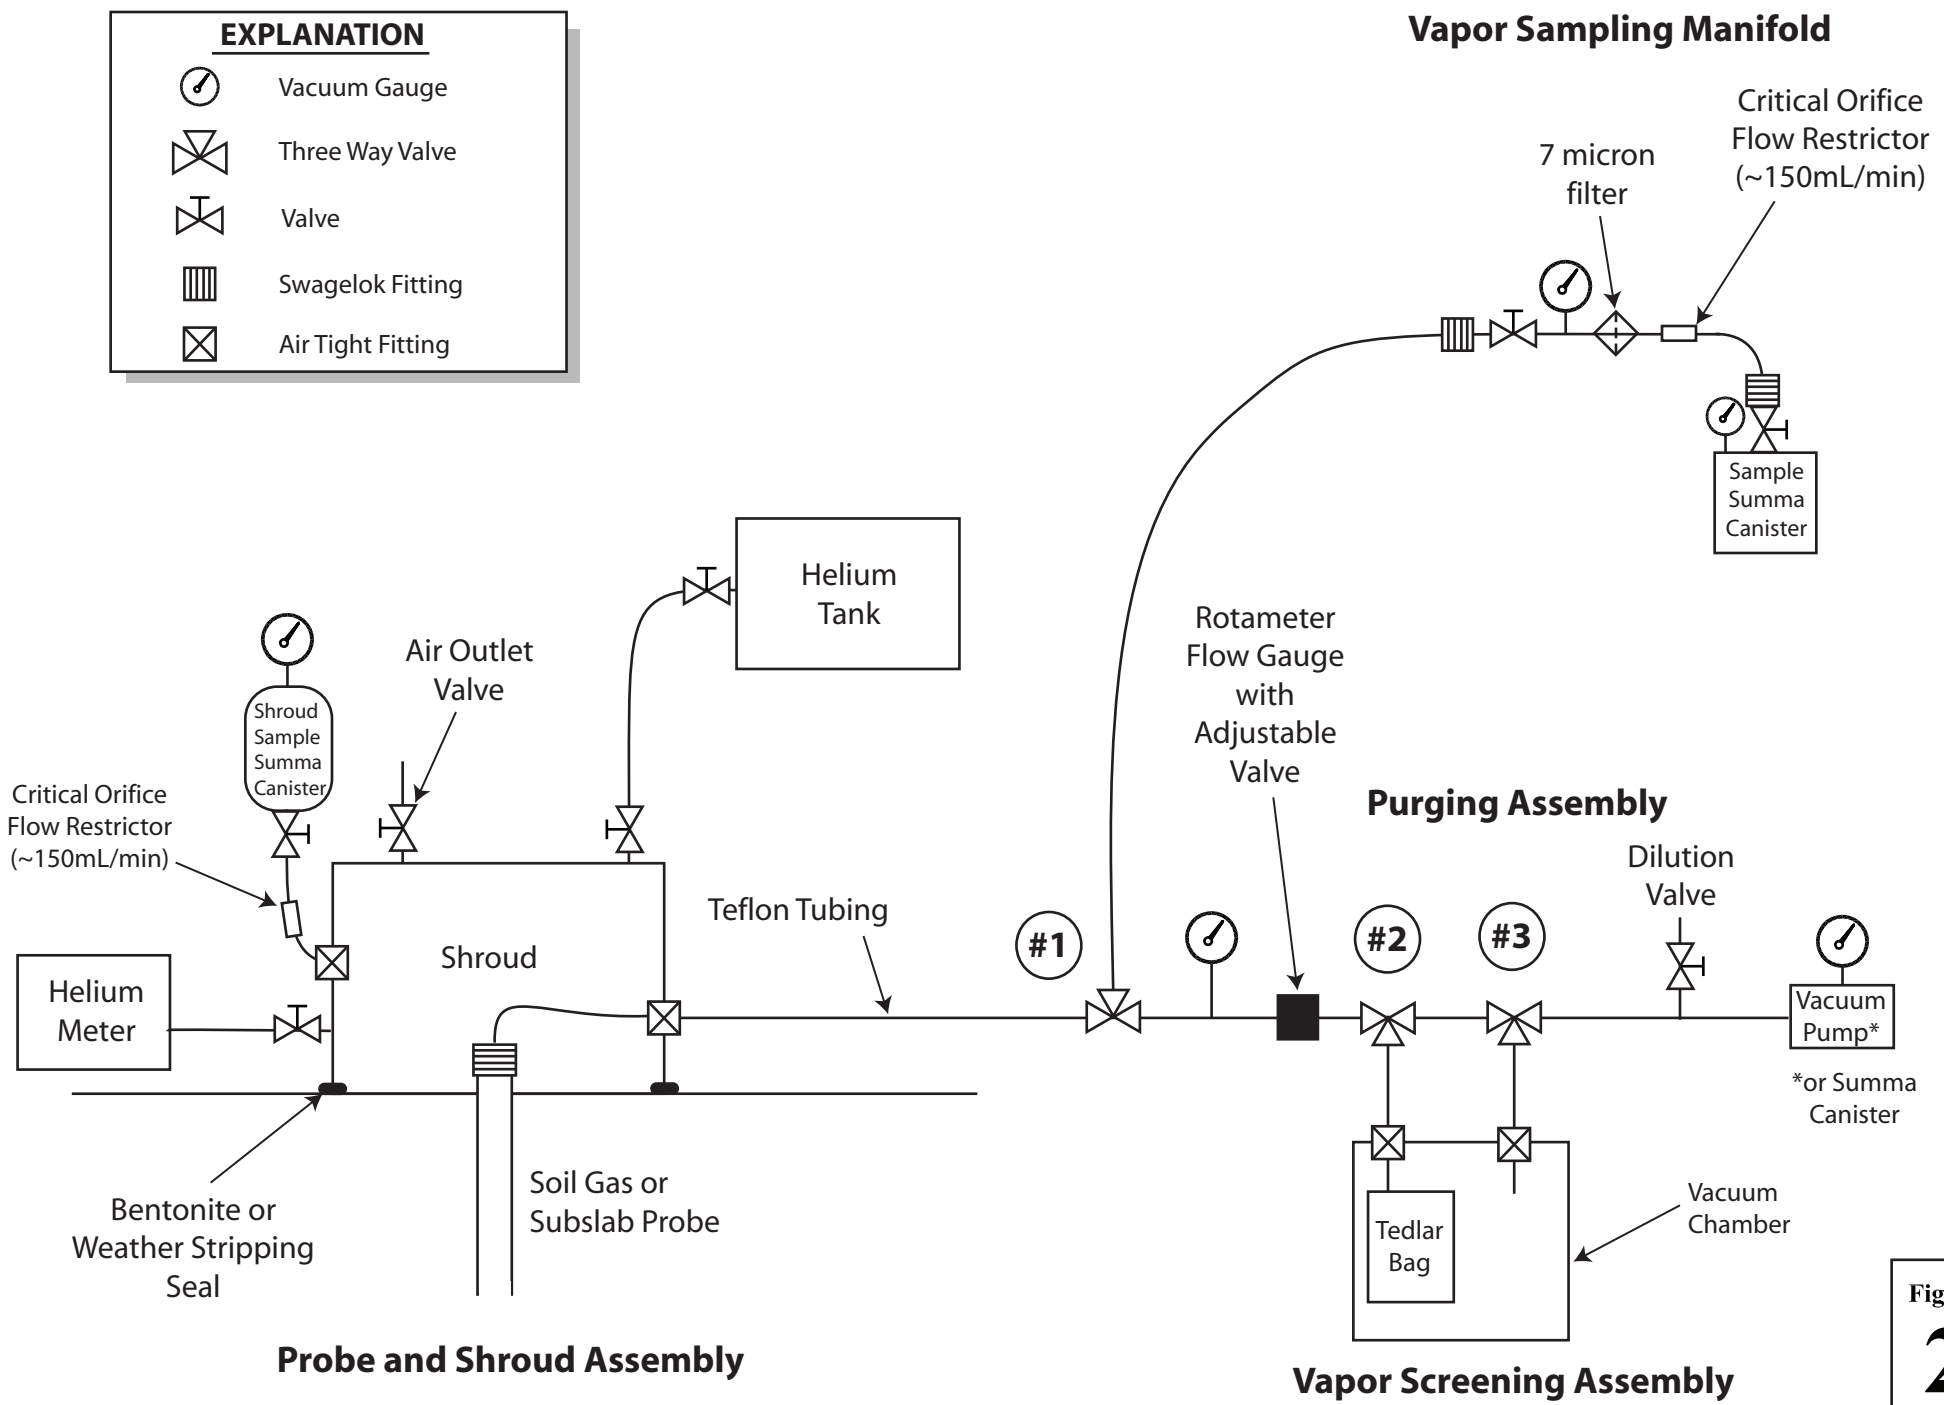 EXPLANATION
Vacuum Gauge
Three Way Valve
Valve
Swagelok Fitting
Air Tight Fitting
Vapor Sampling Manifold
Critical Orifice
Flow Restrictor
(~150mL/min)
7 micron
filter
Sample
Summa
Canister
Helium
Tank
Air Outlet
Valve
Shroud
Sample
Summa
Canister
Critical Orifice
Flow Restrictor
(~150mL/min)
Helium
Meter
Shroud
Teflon Tubing
Rotameter
Flow Gauge
with
Adjustable
Valve
Purging Assembly
Dilution
Valve
#1
#2
#3
Vacuum
Pump*
*or Summa
Canister
Bentonite or
Weather Stripping
Seal
Soil Gas or
Subslab Probe
Tedlar
Bag
Vacuum
Chamber
Probe and Shroud Assembly
Vapor Screening Assembly
Fig
2